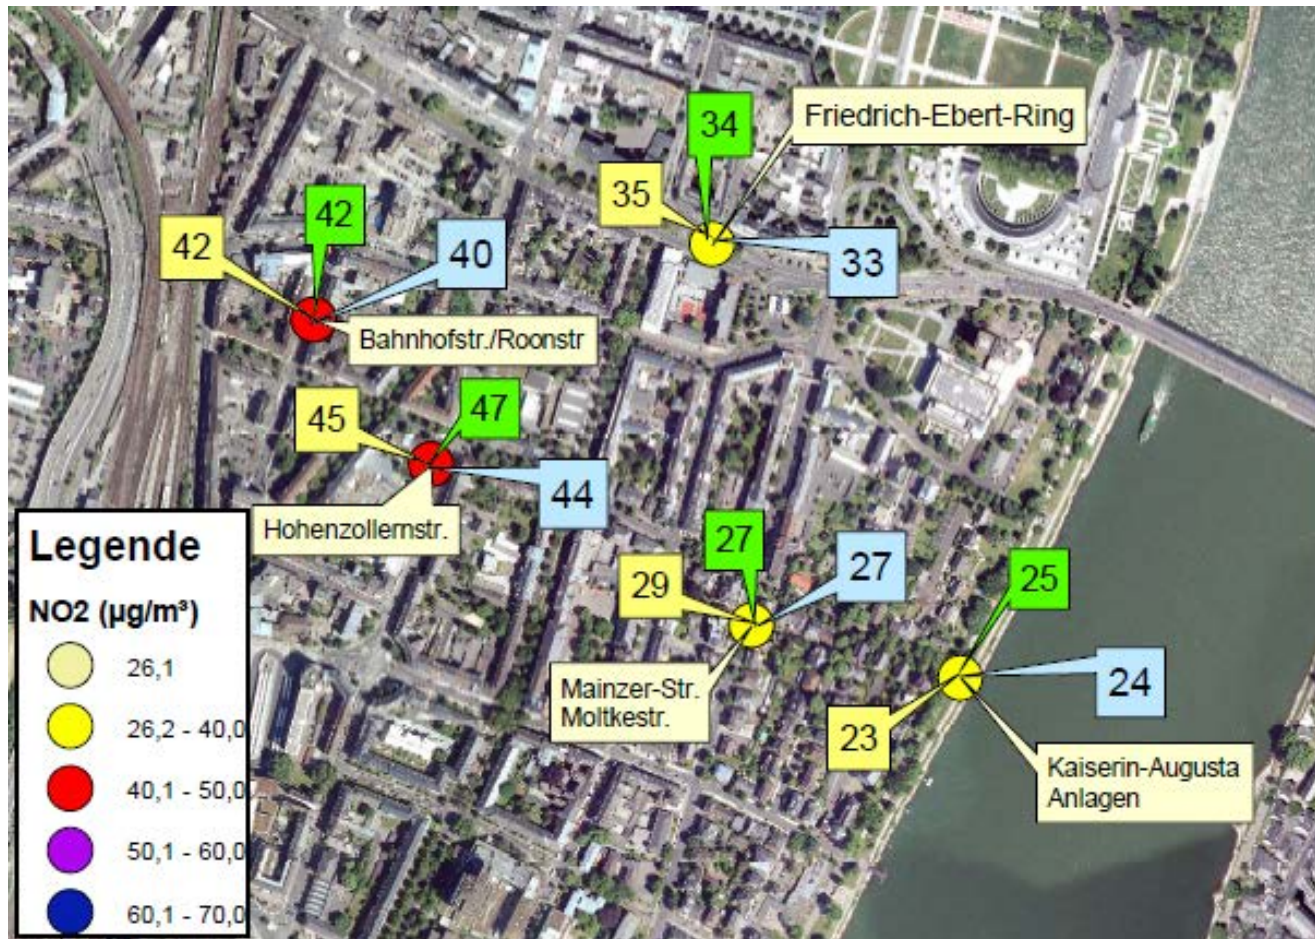 34
Friedrich-Ebert-Ring
35
33
42
42
40
Bahnhofstr./Roonstr
45
47
44
Hohenzollernstr.
27
29
27
Mainzer-Str.
Moltkestr.
25
24
23
Kaiserin-Augusta
Anlagen
Legende
NO2 (µg/m³)
26,1
26,2 - 40,0
40,1 - 50,0
50,1 - 60,0
60,1 - 70,0